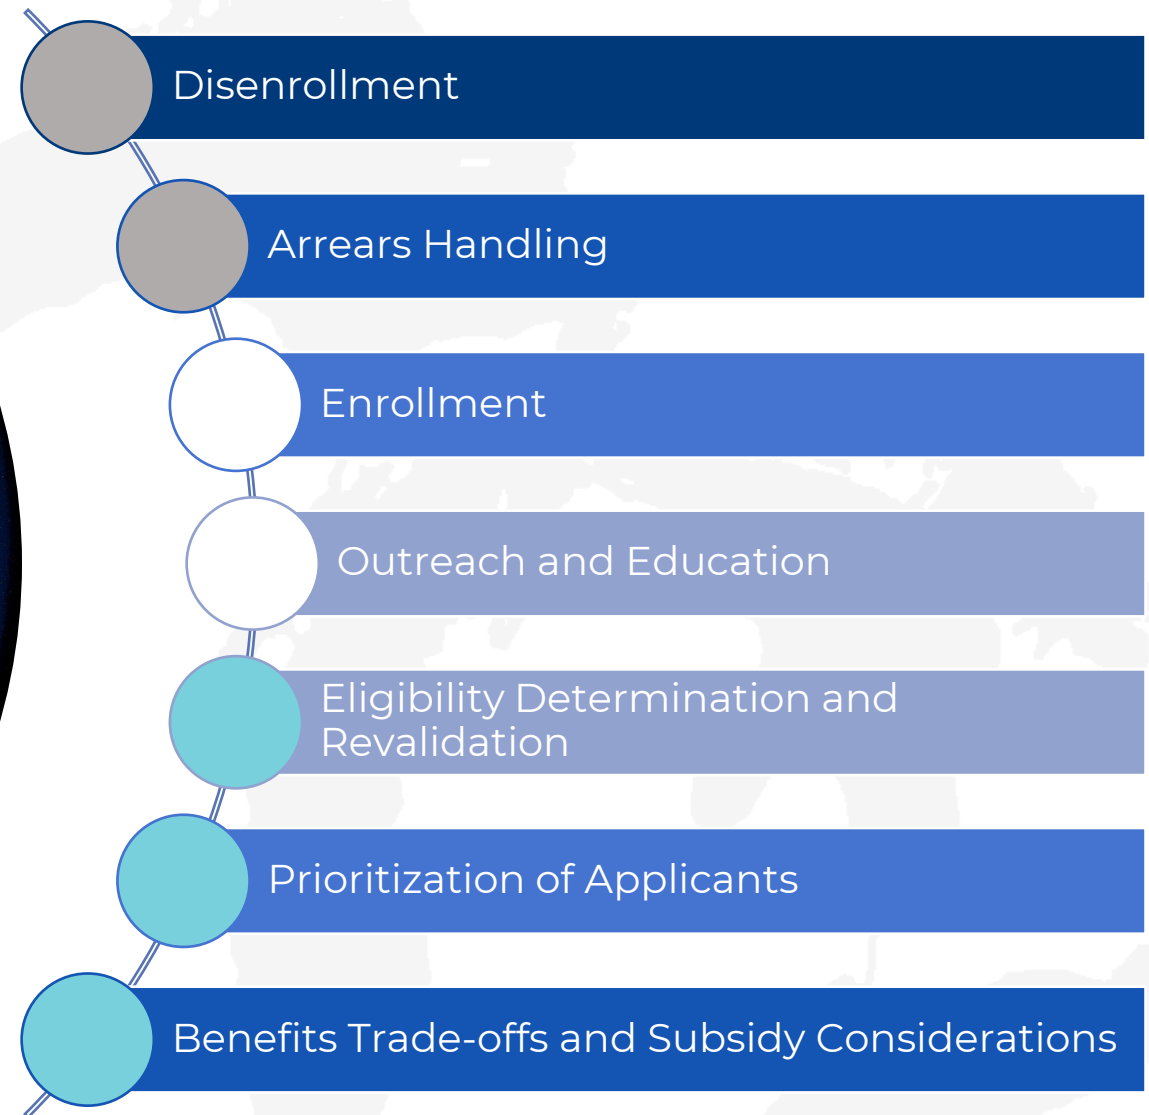 Disenrollment
Arrears Handling
Enrollment
Outreach and Education
Eligibility Determination and
Revalidation
Prioritization of Applicants
Benefits Trade-offs and Subsidy Considerations